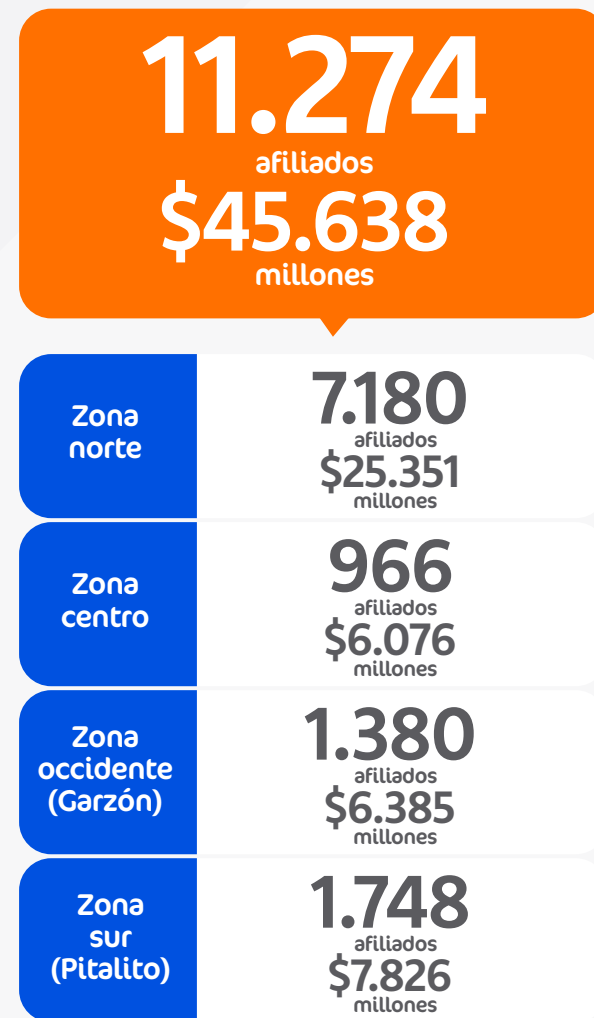 11.274
afiliados
$45.638
millones
Zona
norte
7.180
afiliados
$25.351
millones
Zona
centro
966
afiliados
$6.076
millones
Zona
occidente
(Garzón)
1.380
afiliados
$6.385
millones
Zona
sur
(Pitalito)
1.748
afiliados
$7.826
millones